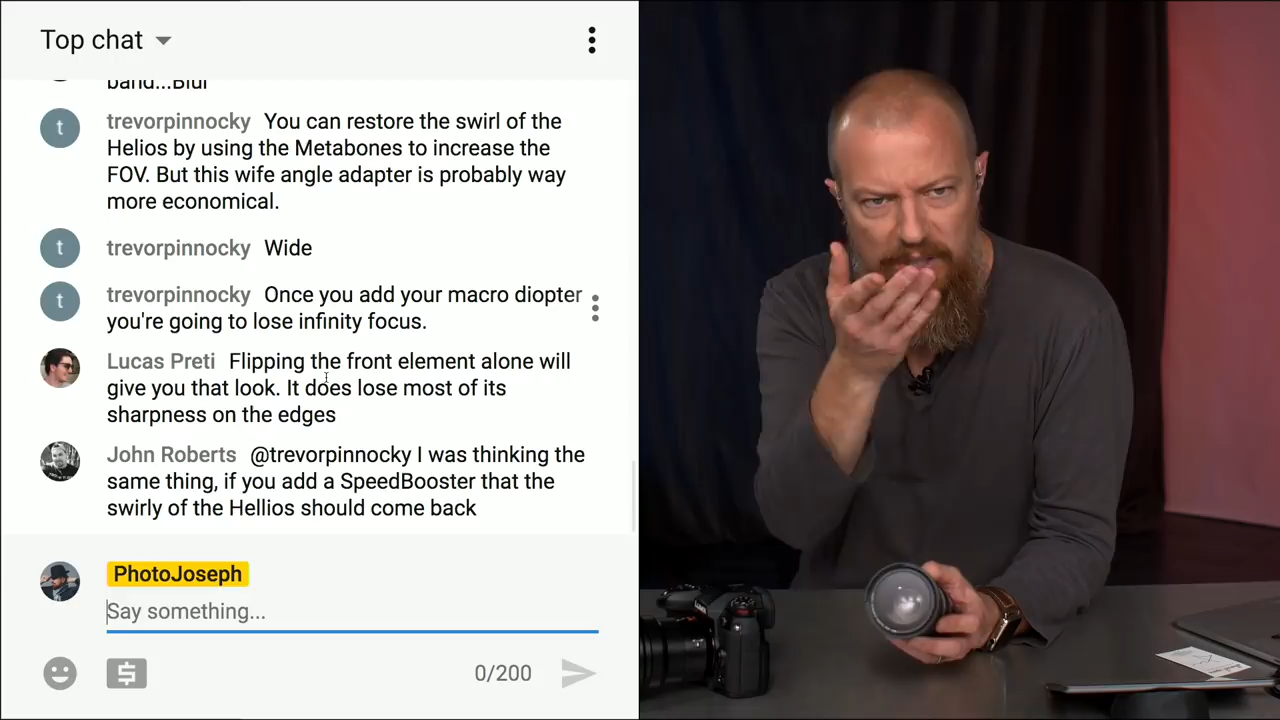 Top chat
band...Blur
trevorpinnocky You can restore the swirl of the
Helios by using the Metabones to increase the
FOV. But this wife angle adapter is probably way
more economical.
trevorpinnocky Wide
trevorpinnocky Once you add your macro diopter
you're going to lose infinity focus.
Lucas Preti Flipping the front element alone will
give you that look. It does lose most of its
sharpness on the edges
John Roberts @trevorpinnocky I was thinking the
same thing, if you add a SpeedBooster that the
swirly of the Hellios should come back
PhotoJoseph
Say something...
0/200
t
t
t